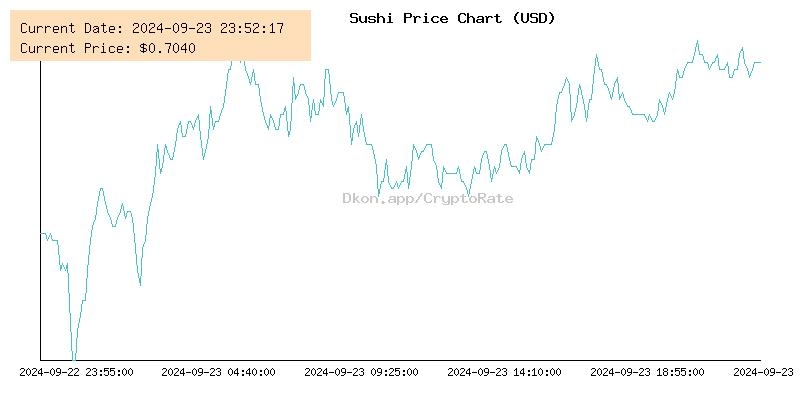 Sushi Price Chart (USD)
Current Date: 2024-09-23 23:52:17
Current Price: $0.7040
Dkon.app/CryptoRate
2024-09-22 23:55:00 2024-09-23 04:40:00 2024-09-23 09:25:00 2024-09-23 14:10:00 2024-09-23 18:55:00 2024-09-23